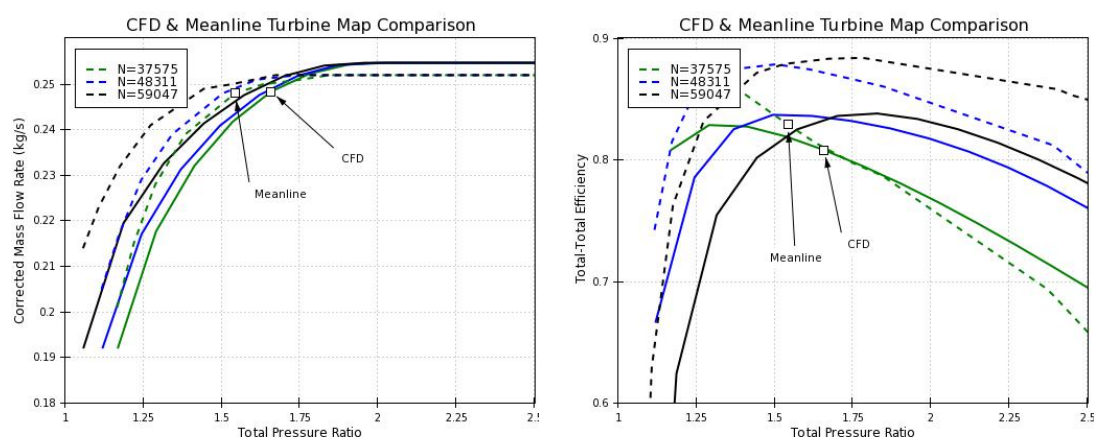 CFD & Meanline Turbine Map Comparison
N=37575
N=48311
N=59047
0.25
0.24
0.23
0.22
0.21
0.2
0.19
0.18
Corrected Mass Flow Rate (kg/s)
CFD
Meanline
1
1.25
1.5
1.75
2
2.25
2.5
Total Pressure Ratio
CFD & Meanline Turbine Map Comparison
N=37575
N=48311
N=59047
0.9
0.8
0.7
0.6
Total-Total Efficiency
CFD
Meanline
1
1.25
1.5
1.75
2
2.25
2.5
Total Pressure Ratio